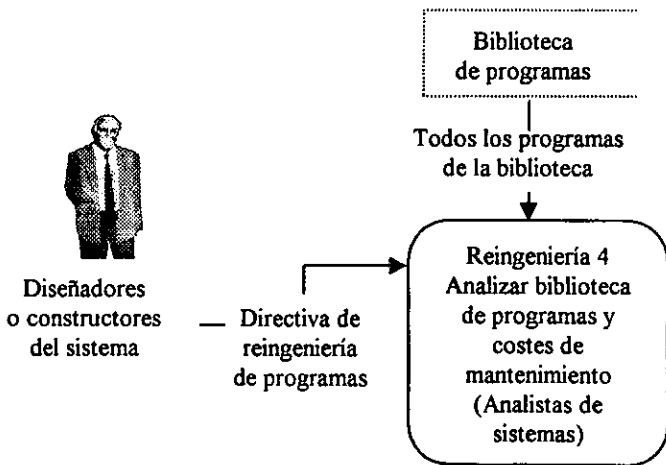 Biblioteca
de programas
Todos los programas
de la biblioteca
Diseñadores
o constructores
del sistema
Directiva de
reingeniería
de programas
Reingeniería 4
Analizar biblioteca
de programas y
costes de
mantenimiento
(Analistas de
sistemas)